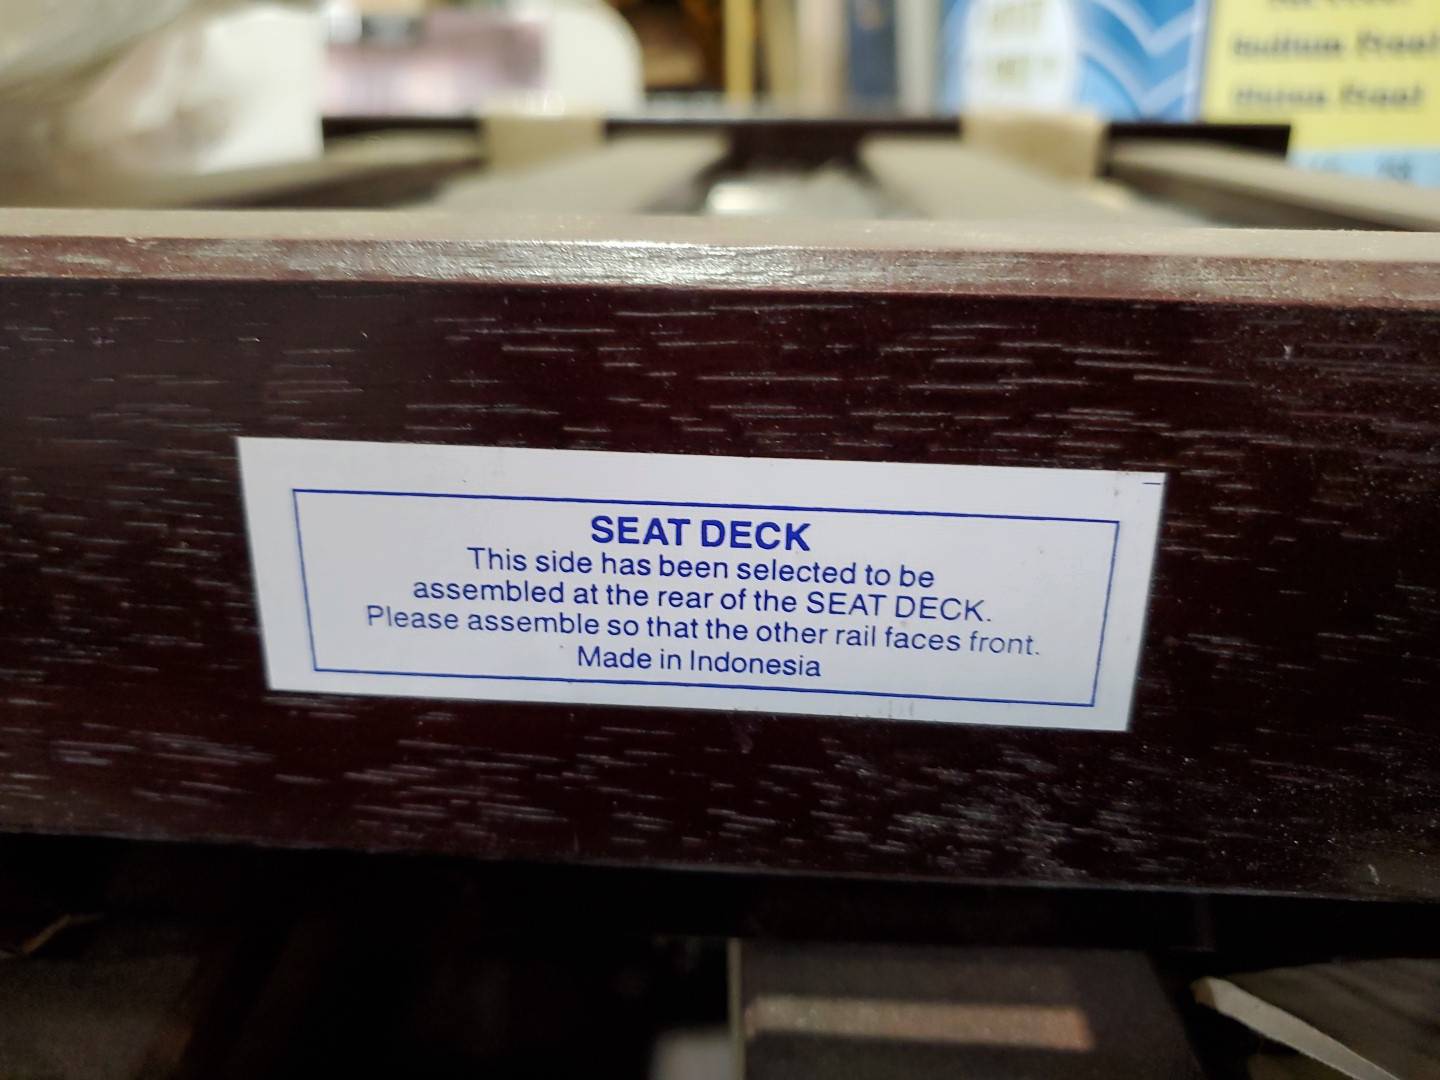 SEAT DECK
This side has been selected to be
assembled at the rear of the SEAT DECK.
Please assemble so that the other rail faces front.
Made in Indonesia